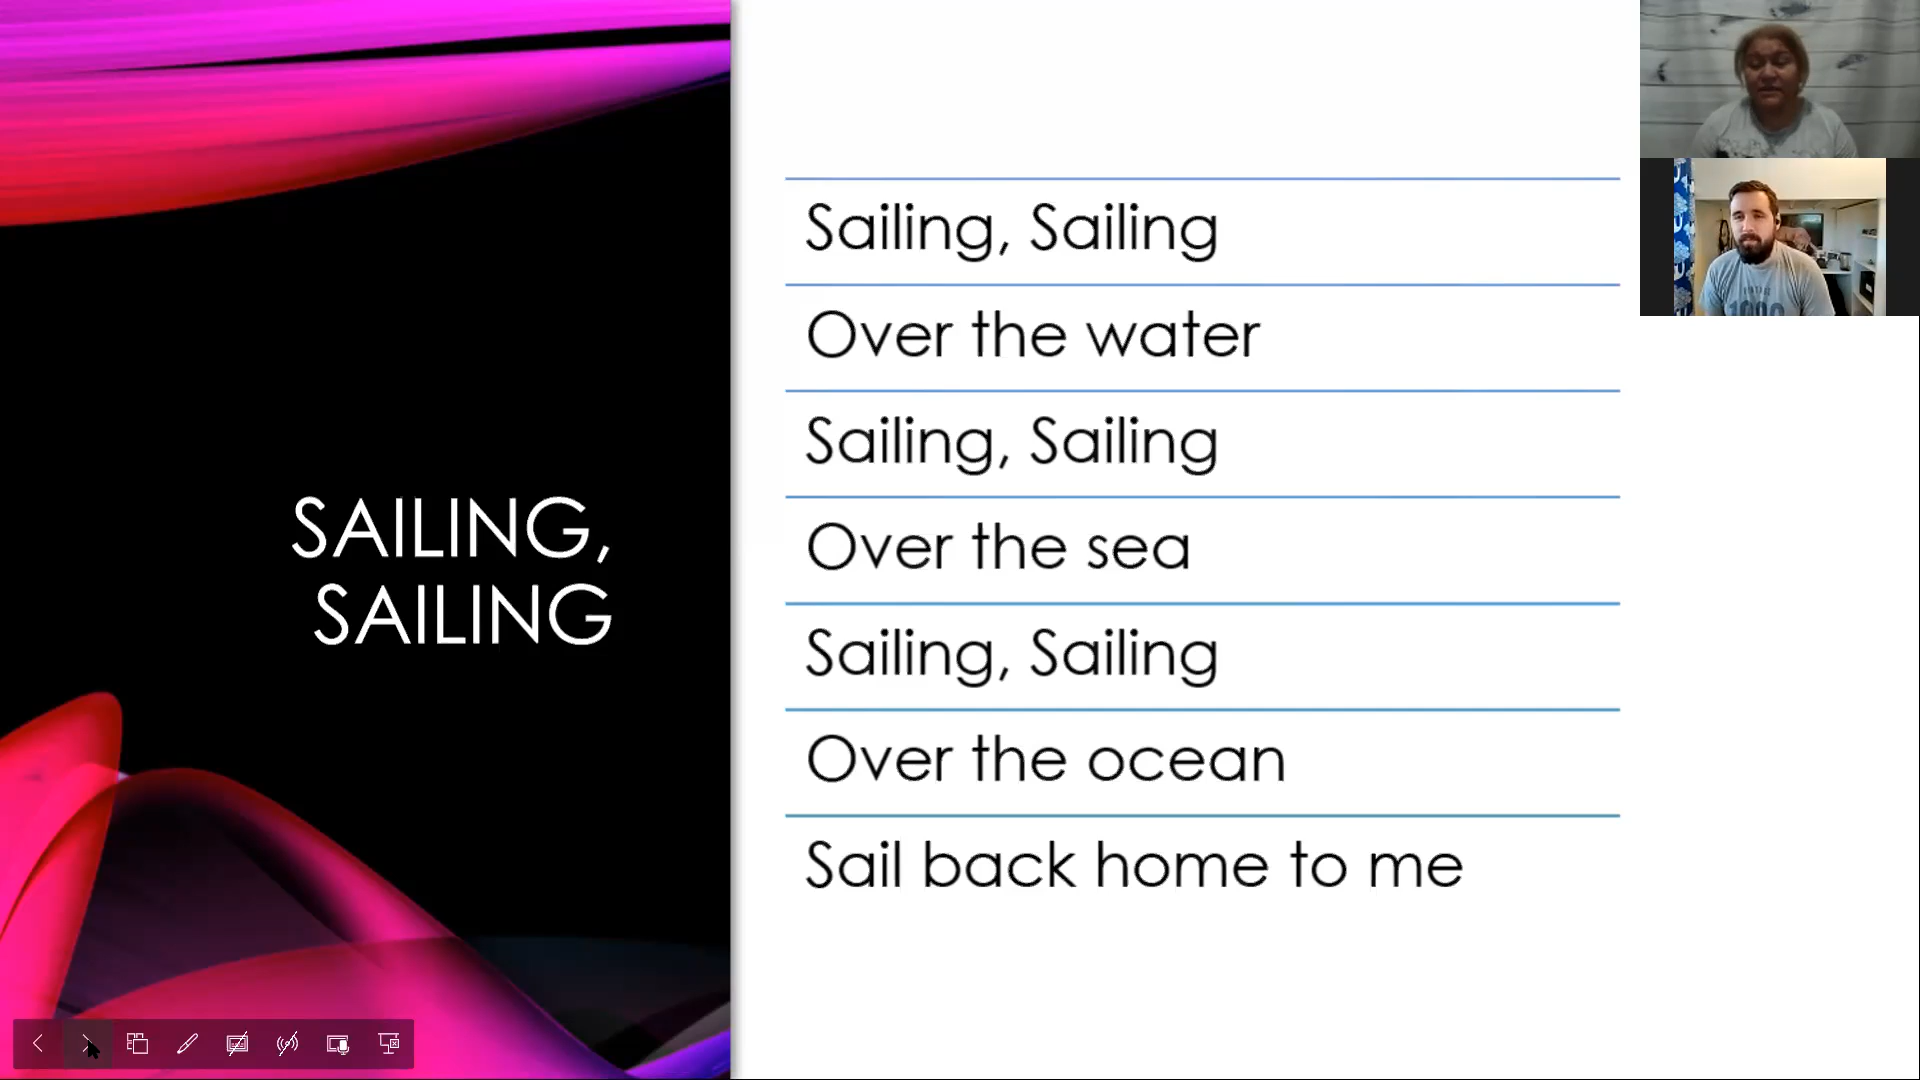 SAILING,
SAILING
Sailing, Sailing
Over the water
Sailing, Sailing
Over the sea
Sailing, Sailing
Over the ocean
Sail back home to me